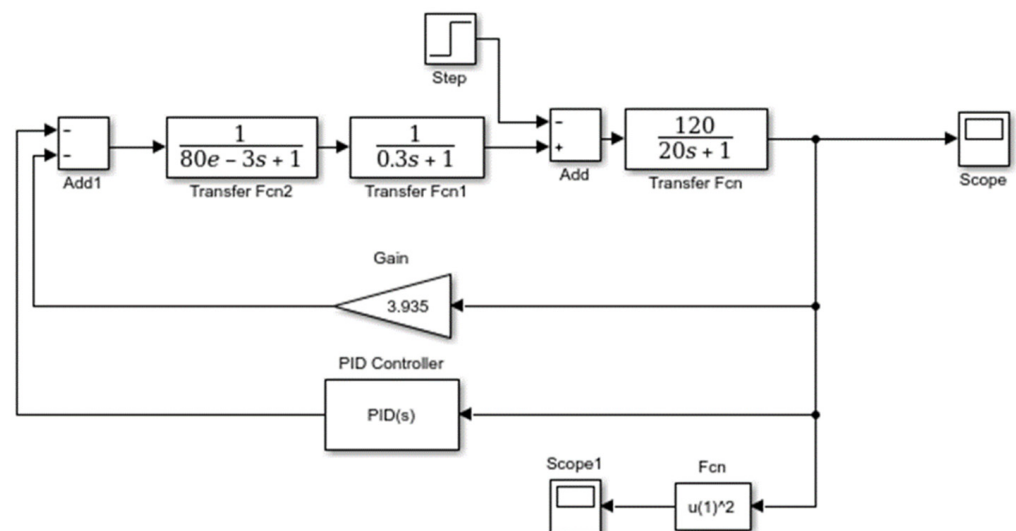 Step
-
-
Add1
1
80e – 3s + 1
Transfer Fcn2
1
0.3s + 1
Transfer Fcn1
-
+
Add
120
20s + 1
Transfer Fcn
Scope
Gain
3.935
PID Controller
PID(s)
Scope1
Fcn
u(1)^2